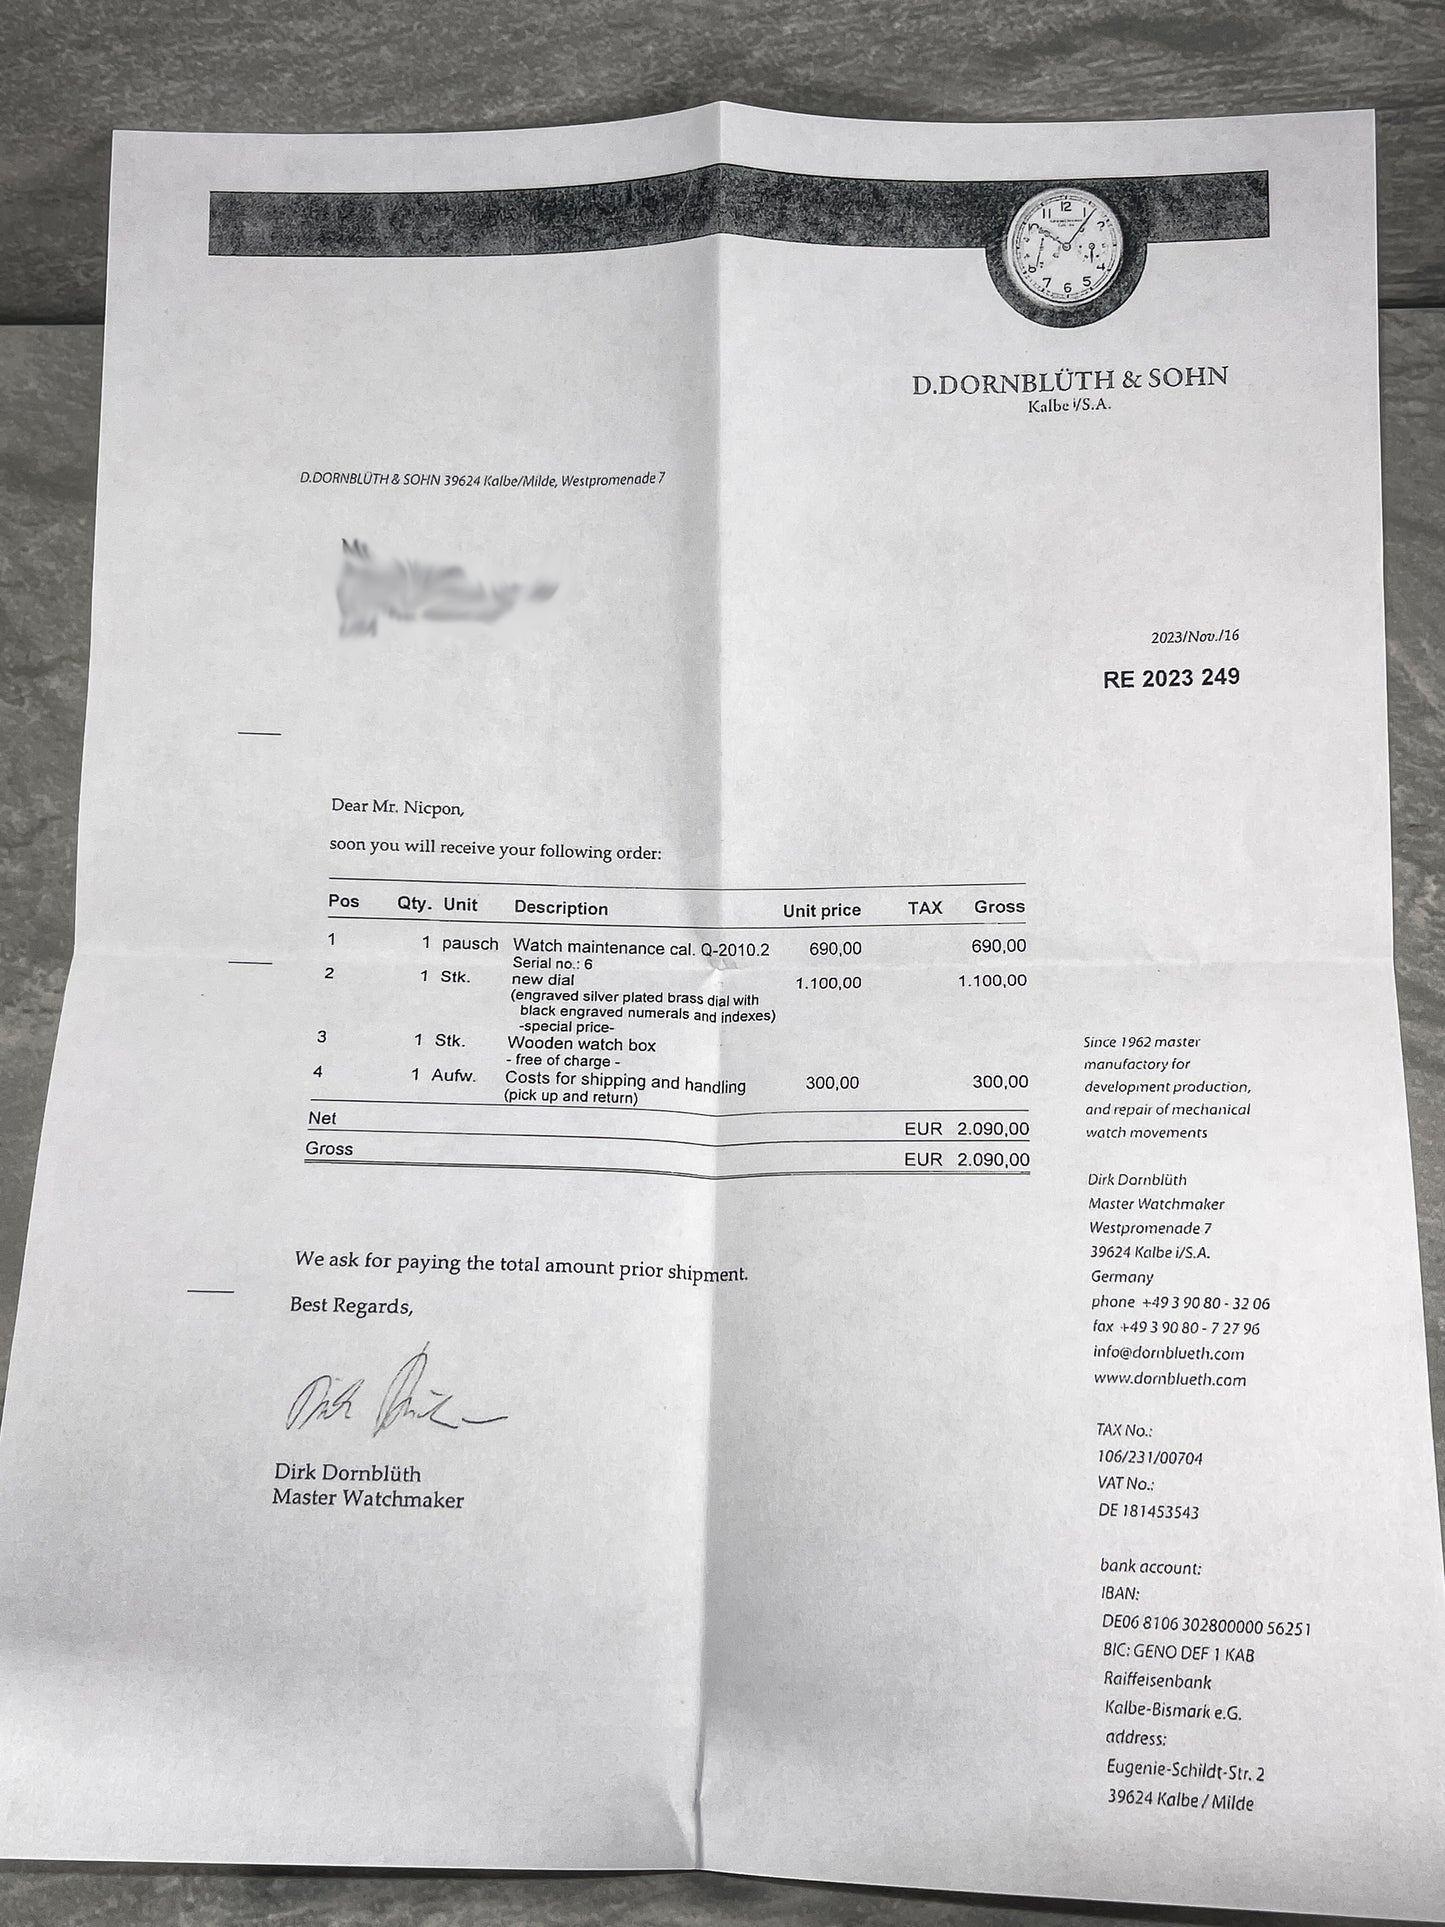 D.DORNBLÜTH & SOHN
Kalbe i/S.A.
D.DORNBLÜTH & SOHN 39624 Kalbe/Milde, Westpromenade 7
2023/Nov./16
RE 2023 249
Dear Mr. Nicpon,
soon you will receive your following order:
Pos Qty. Unit Description Unit price TAX Gross
1 1 pausch Watch maintenance cal. Q-2010.2 690,00 690,00
Serial no.: 6
2 1 Stk. new dial 1.100,00 1.100,00
(engraved silver plated brass dial with
black engraved numerals and indexes)
-special price-
3 1 Stk. Wooden watch box
- free of charge -
4 1 Aufw. Costs for shipping and handling 300,00 300,00
(pick up and return)
Net EUR 2.090,00
Gross EUR 2.090,00
We ask for paying the total amount prior shipment.
Best Regards,
Dirk Dornblüth
Master Watchmaker
Since 1962 master
manufactory for
development production,
and repair of mechanical
watch movements
Dirk Dornblüth
Master Watchmaker
Westpromenade 7
39624 Kalbe i/S.A.
Germany
phone +49 3 90 80 - 32 06
fax +49 3 90 80 - 7 27 96
info@dornblueth.com
www.dornblueth.com
TAX No.:
106/231/00704
VAT No.:
DE 181453543
bank account:
IBAN:
DE06 8106 302800000 56251
BIC: GENO DEF 1 KAB
Raiffeisenbank
Kalbe-Bismark e.G.
address:
Eugenie-Schildt-Str. 2
39624 Kalbe / Milde